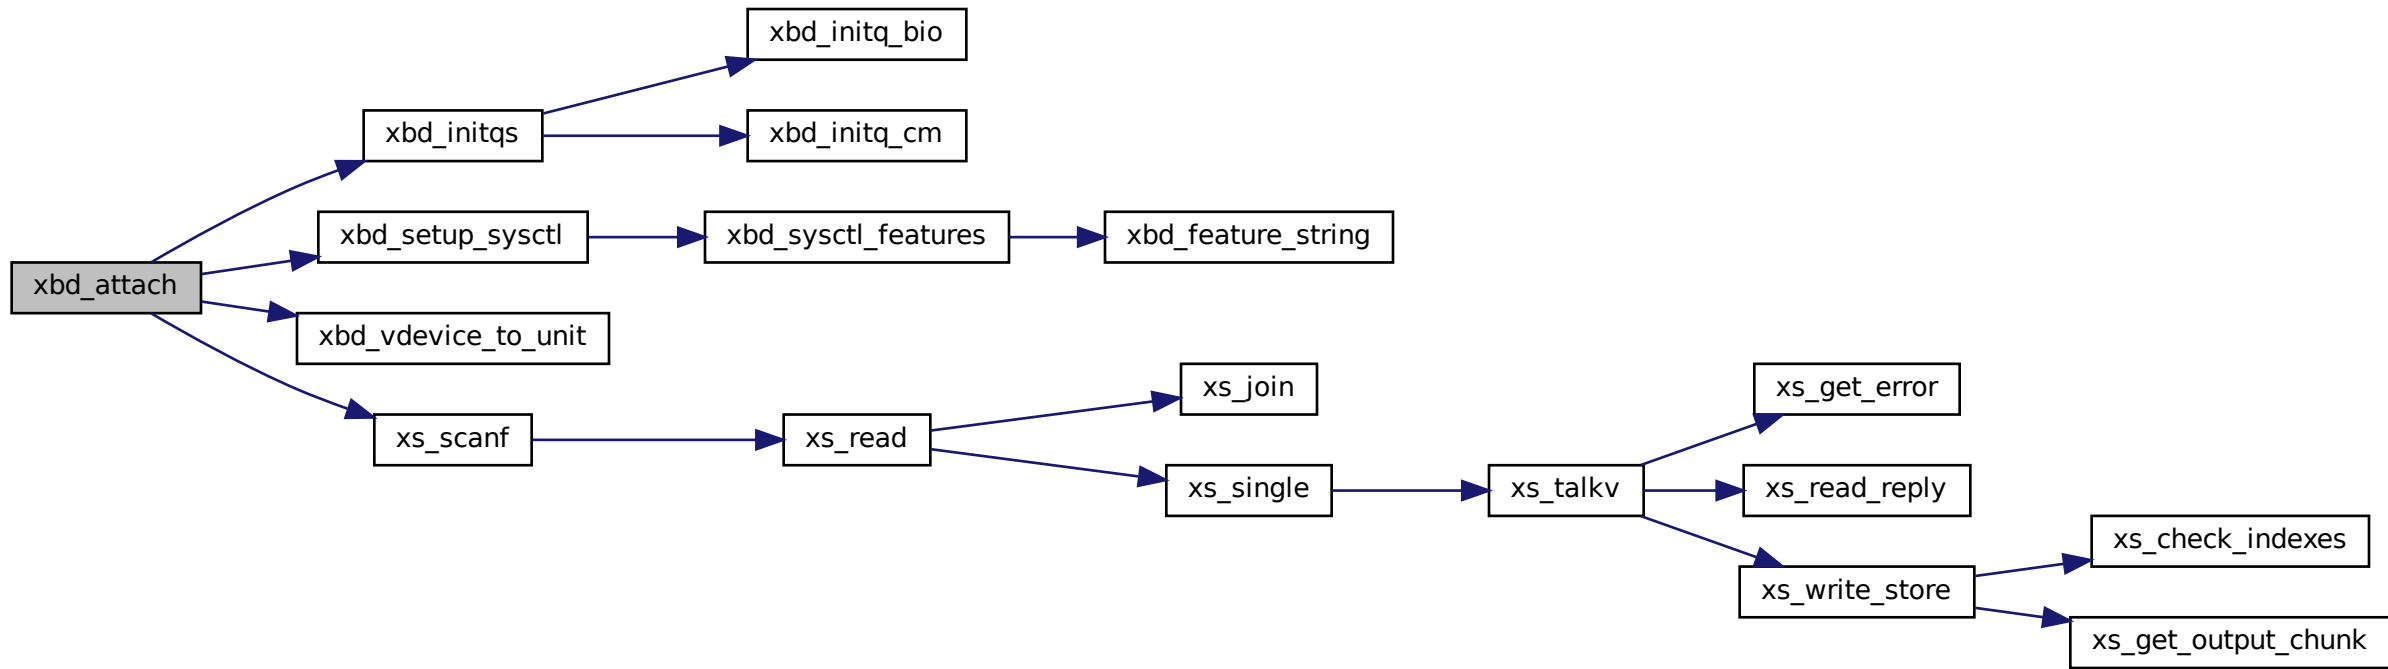 xbd_initq_bio
xbd_initqs
xbd_initq_cm
xbd_setup_sysctl
xbd_sysctl_features
xbd_feature_string
xbd_attach
xbd_vdevice_to_unit
xs_join
xs_get_error
xs_scanf
xs_read
xs_single
xs_talkv
xs_read_reply
xs_check_indexes
xs_write_store
xs_get_output_chunk